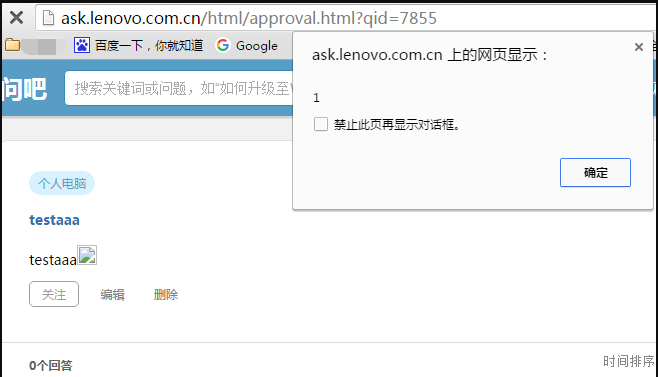 ask.lenovo.com.cn/html/approval.html?qid=7855
百度一下，你就知道 Google
ask.lenovo.com.cn 上的网页显示：
1
禁止此页再显示对话框。
确定
问吧
搜索关键词或问题，如"如何升级至
个人电脑
testaaa
testaaa
关注 编辑 删除
0个回答
时间排序